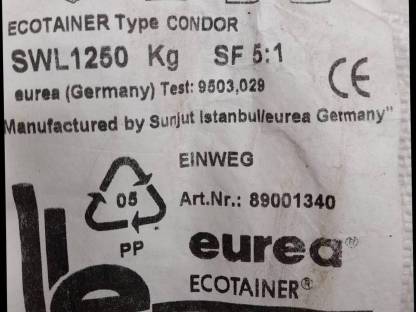 ECOTAINER Type CONDOR
SWL1250 Kg SF 5:1
eurea (Germany) Test: 9503,029
CE
Manufactured by Sunjut Istanbul/eurea Germany"
EINWEG
05
Art.Nr.: 89001340
PP
eurea®
ECOTAINER®